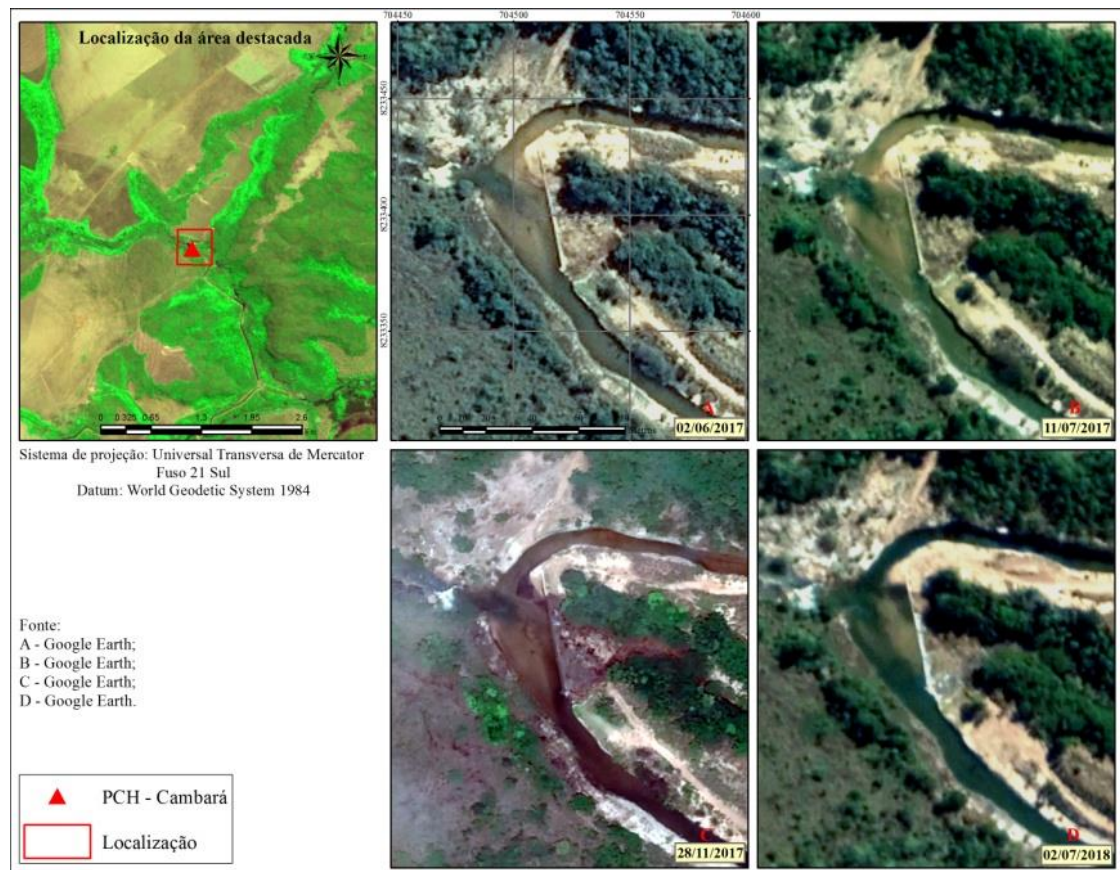 Localização da área destacada
0 0.325 0.65 1.3 1.95 2.6
Sistema de projeção: Universal Transversa de Mercator
Fuso 21 Sul
Datum: World Geodetic System 1984
Fonte:
A - Google Earth;
B - Google Earth;
C - Google Earth;
D - Google Earth.
PCH - Cambará
Localização
704450 704500 704550 704600
8233450
8233400
8233350
A
02/06/2017
B
11/07/2017
C
28/11/2017
D
02/07/2018